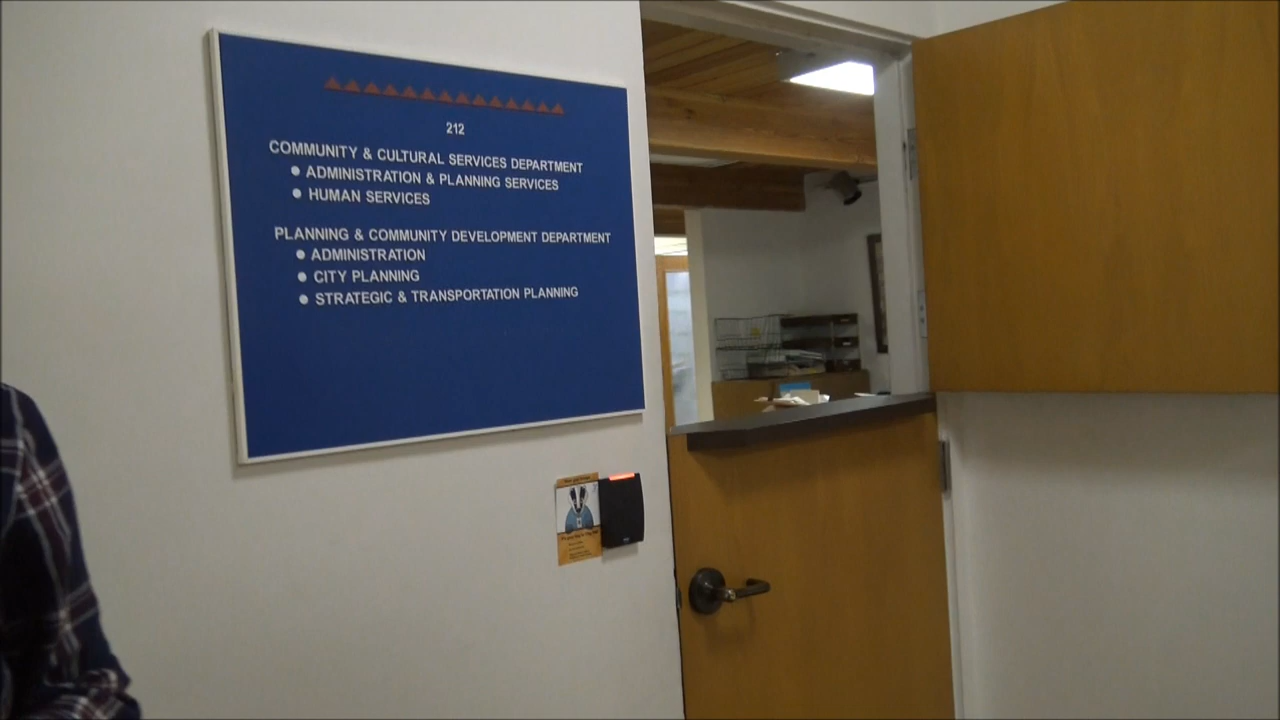 212
COMMUNITY & CULTURAL SERVICES DEPARTMENT
● ADMINISTRATION & PLANNING SERVICES
● HUMAN SERVICES
PLANNING & COMMUNITY DEVELOPMENT DEPARTMENT
● ADMINISTRATION
● CITY PLANNING
● STRATEGIC & TRANSPORTATION PLANNING